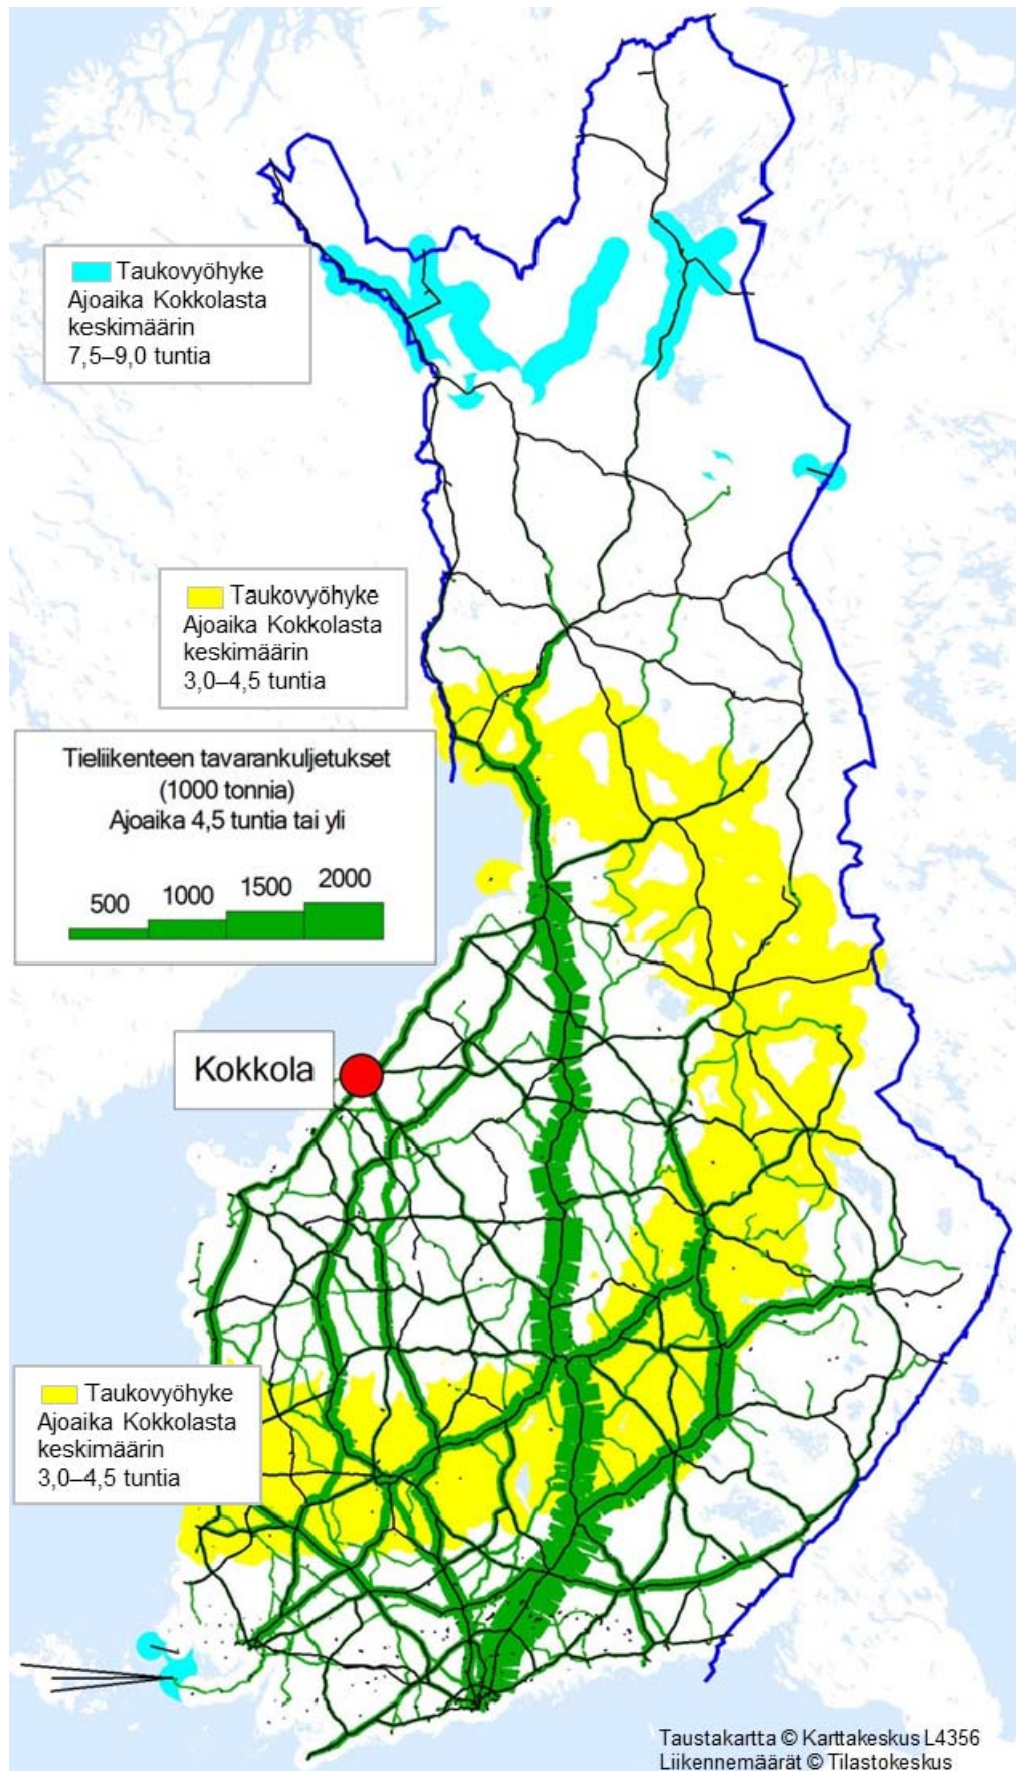 Taukovyöhyke
Ajoaika Kokkolasta
keskimäärin
7,5–9,0 tuntia
Taukovyöhyke
Ajoaika Kokkolasta
keskimäärin
3,0–4,5 tuntia
Tieliikenteen tavarankuljetukset
(1000 tonnia)
Ajoaika 4,5 tuntia tai yli
500 1000 1500 2000
Kokkola
Taukovyöhyke
Ajoaika Kokkolasta
keskimäärin
3,0–4,5 tuntia
Taustakartta © Karttakeskus L4356
Liikennemäärät © Tilastokeskus